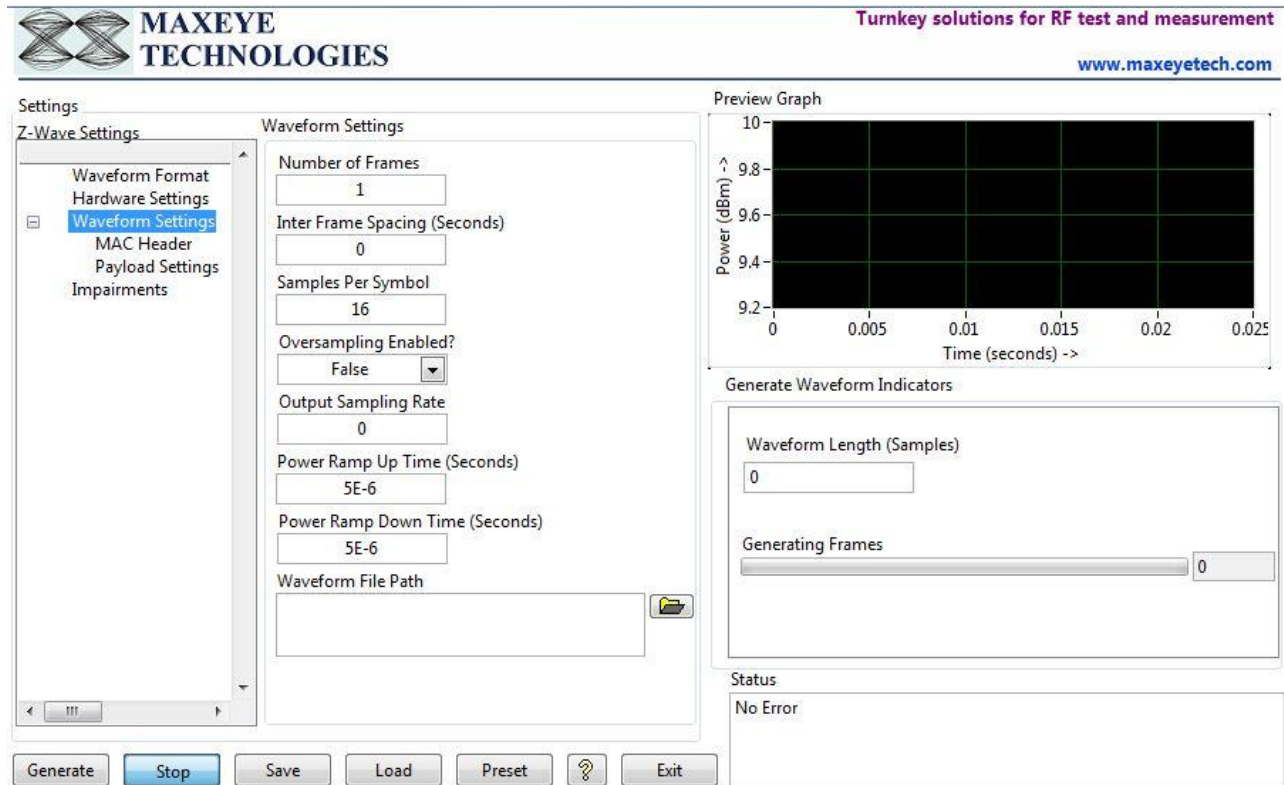 MAXEYE
TECHNOLOGIES
Turnkey solutions for RF test and measurement
www.maxeyetech.com
Settings
Z-Wave Settings
Waveform Format
Hardware Settings
Waveform Settings
MAC Header
Payload Settings
Impairments
Waveform Settings
Number of Frames
1
Inter Frame Spacing (Seconds)
0
Samples Per Symbol
16
Oversampling Enabled?
False
Output Sampling Rate
0
Power Ramp Up Time (Seconds)
5E-6
Power Ramp Down Time (Seconds)
5E-6
Waveform File Path
Preview Graph
Power (dBm) ->
10
9.8
9.6
9.4
9.2
0 0.005 0.01 0.015 0.02 0.025
Time (seconds) ->
Generate Waveform Indicators
Waveform Length (Samples)
0
Generating Frames
0
Status
No Error
Generate Stop Save Load Preset ? Exit